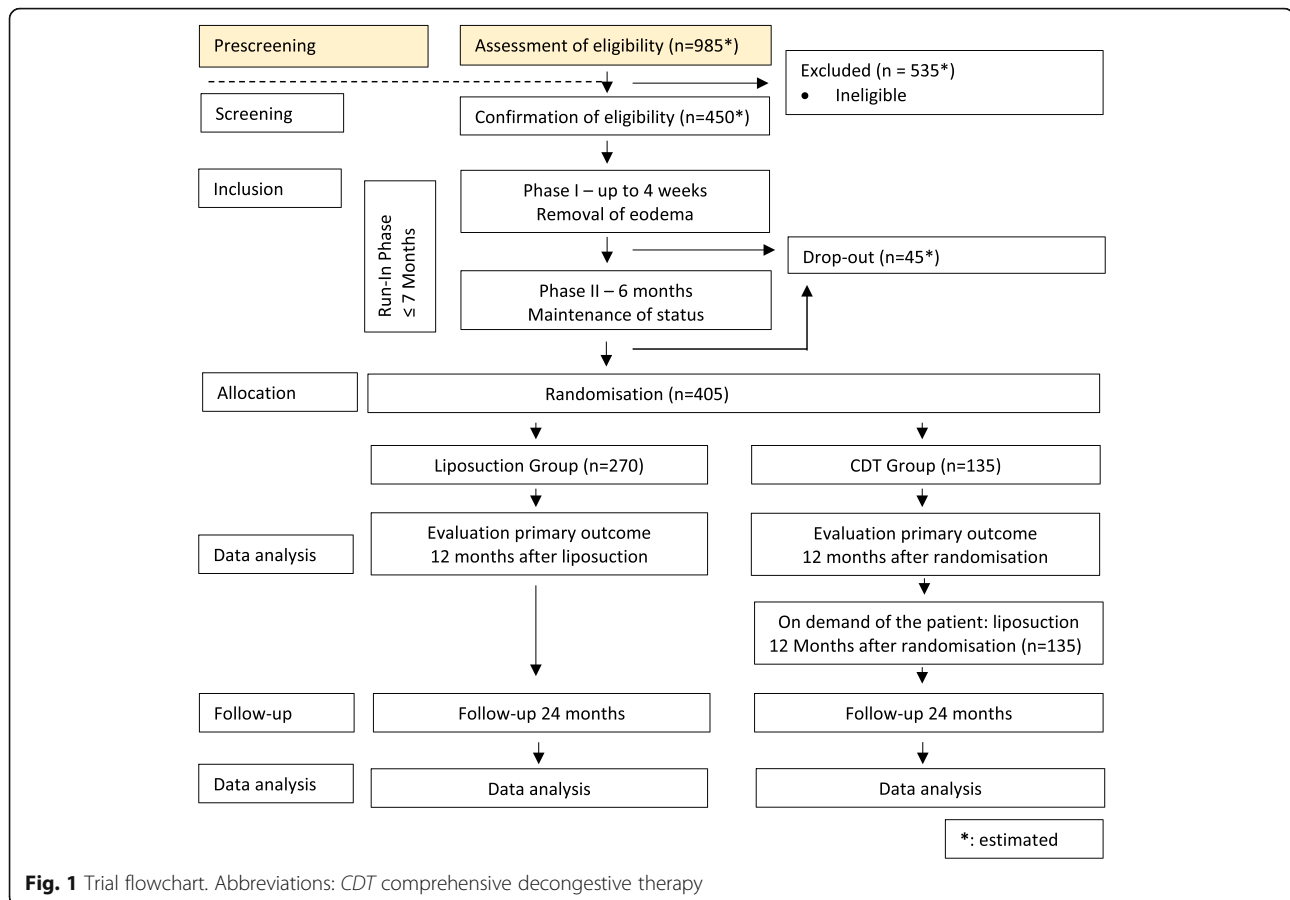 Prescreening
Assessment of eligibility (n=985*)
Excluded (n = 535*)
• Ineligible
Screening
Confirmation of eligibility (n=450*)
Inclusion
Run-In Phase
≤ 7 Months
Phase I – up to 4 weeks
Removal of eodema
Drop-out (n=45*)
Phase II – 6 months
Maintenance of status
Allocation
Randomisation (n=405)
Liposuction Group (n=270)
CDT Group (n=135)
Data analysis
Evaluation primary outcome
12 months after liposuction
Evaluation primary outcome
12 months after randomisation
On demand of the patient: liposuction
12 Months after randomisation (n=135)
Follow-up
Follow-up 24 months
Follow-up 24 months
Data analysis
Data analysis
Data analysis
*: estimated
Fig. 1 Trial flowchart. Abbreviations: CDT comprehensive decongestive therapy